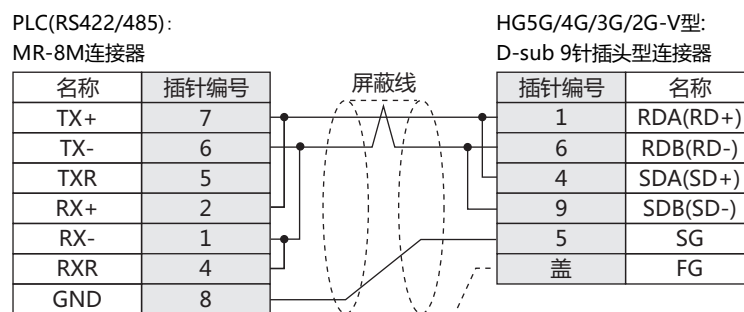 PLC(RS422/485):
MR-8M连接器
HG5G/4G/3G/2G-V型:
D-sub 9针插头型连接器
名称 插针编号 屏蔽线 插针编号 名称
TX+ 7 1 RDA(RD+)
TX- 6 6 RDB(RD-)
TXR 5 4 SDA(SD+)
RX+ 2 9 SDB(SD-)
RX- 1 5 SG
RXR 4 盖 FG
GND 8